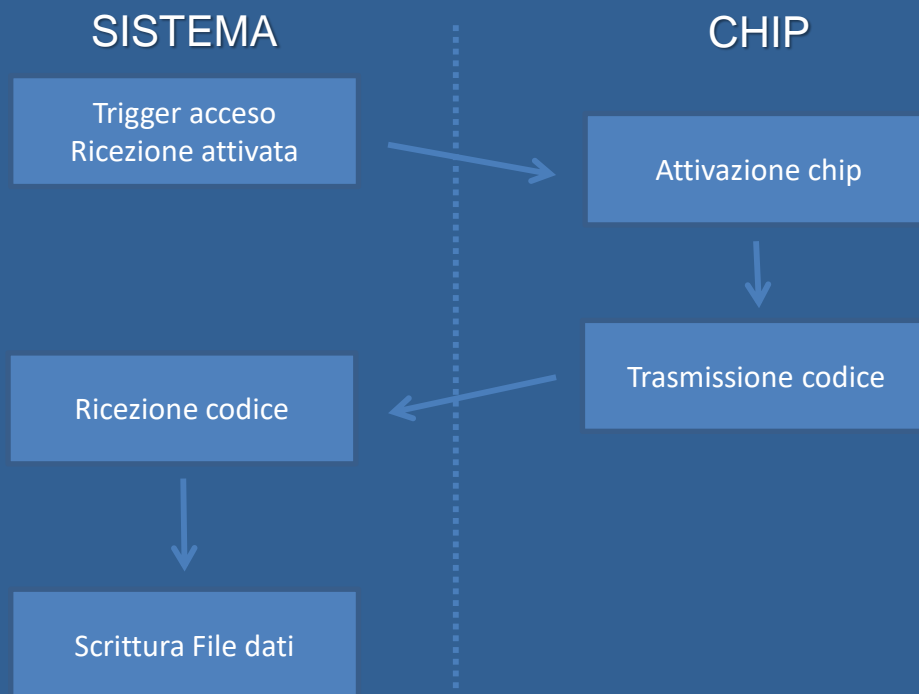 SISTEMA
CHIP
Trigger acceso
Ricezione attivata
Attivazione chip
Trasmissione codice
Ricezione codice
Scrittura File dati